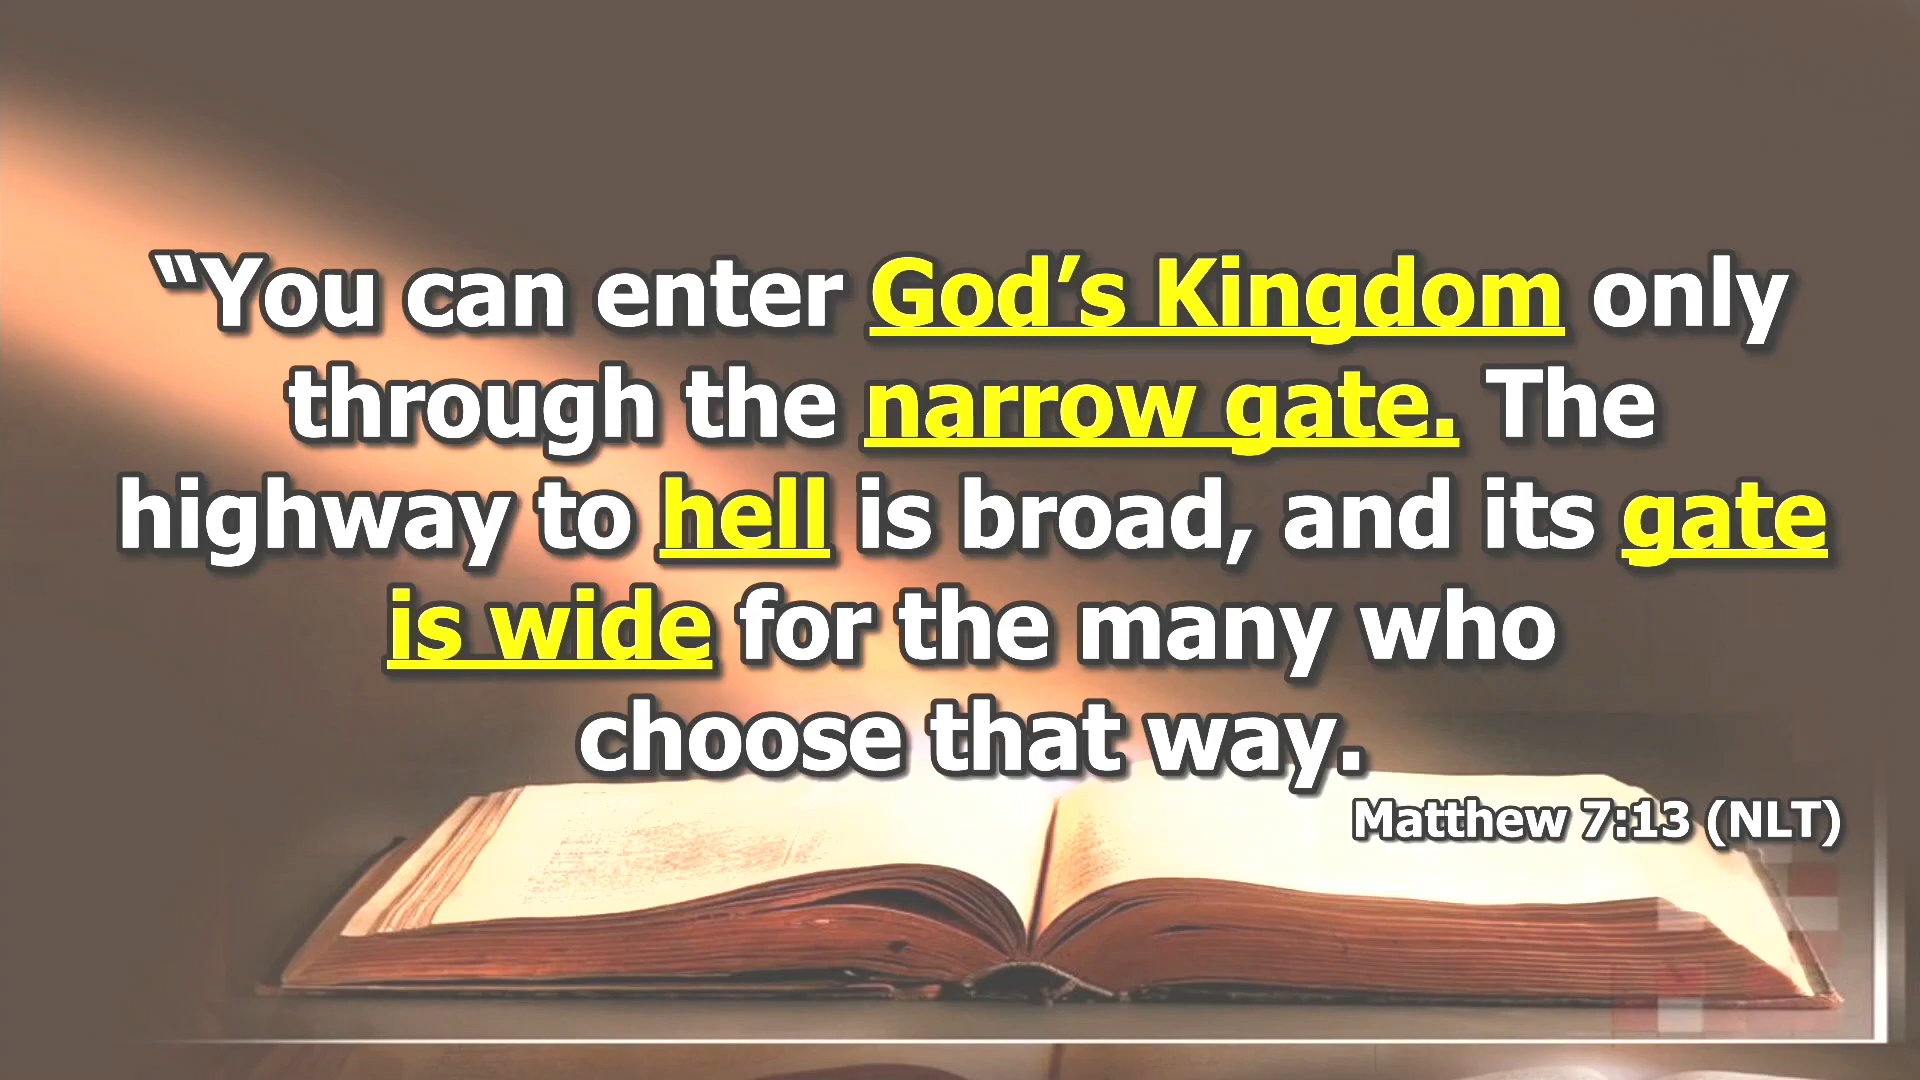 “You can enter God’s Kingdom only
through the narrow gate. The
highway to hell is broad, and its gate
is wide for the many who
choose that way.
Matthew 7:13 (NLT)